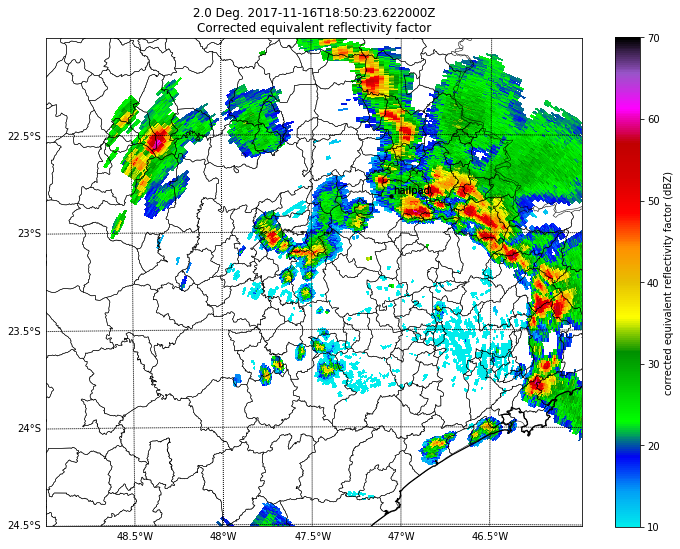 2.0 Deg. 2017-11-16T18:50:23.622000Z
Corrected equivalent reflectivity factor
22.5°S
23°S
23.5°S
24°S
24.5°S
48.5°W
48°W
47.5°W
47°W
46.5°W
70
60
50
40
30
20
10
corrected equivalent reflectivity factor (dBZ)